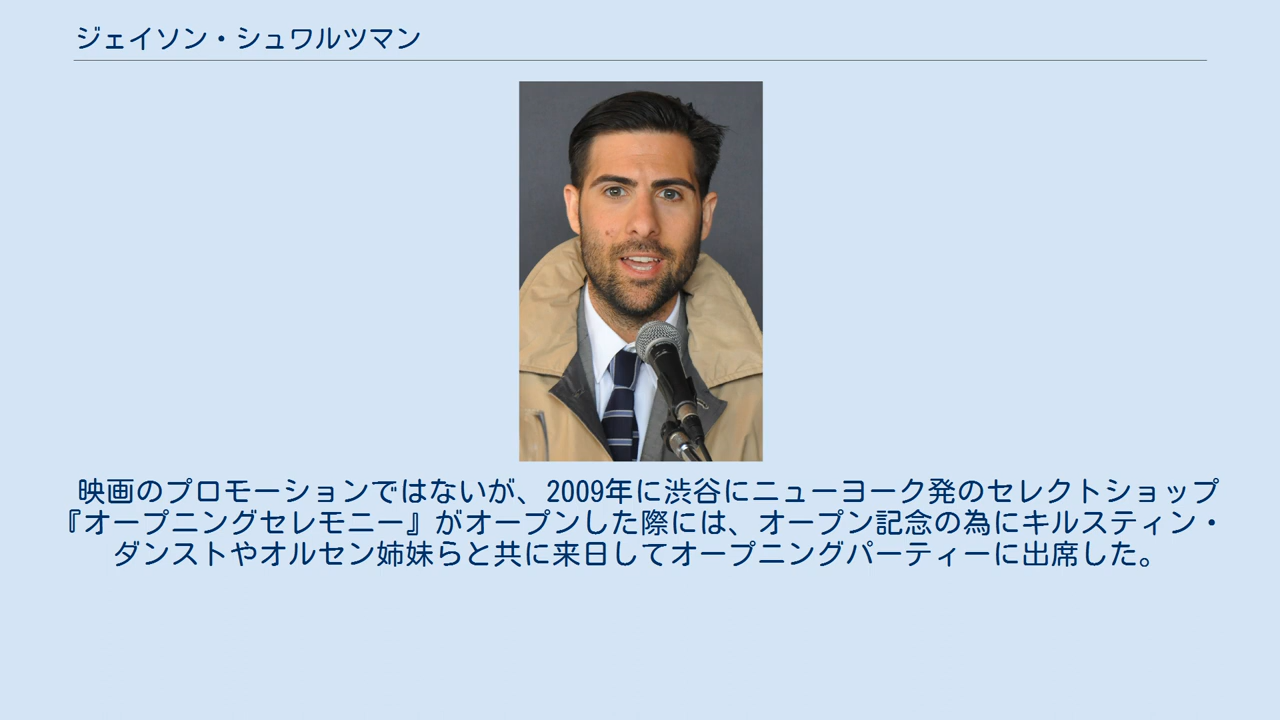 ジェイソン・シュワルツマン
映画のプロモーションではないが、2009年に渋谷にニューヨーク発のセレクトショップ
『オープニングセレモニー』がオープンした際には、オープン記念の為にキルスティン・
ダンストやオルセン姉妹らと共に来日してオープニングパーティーに出席した。